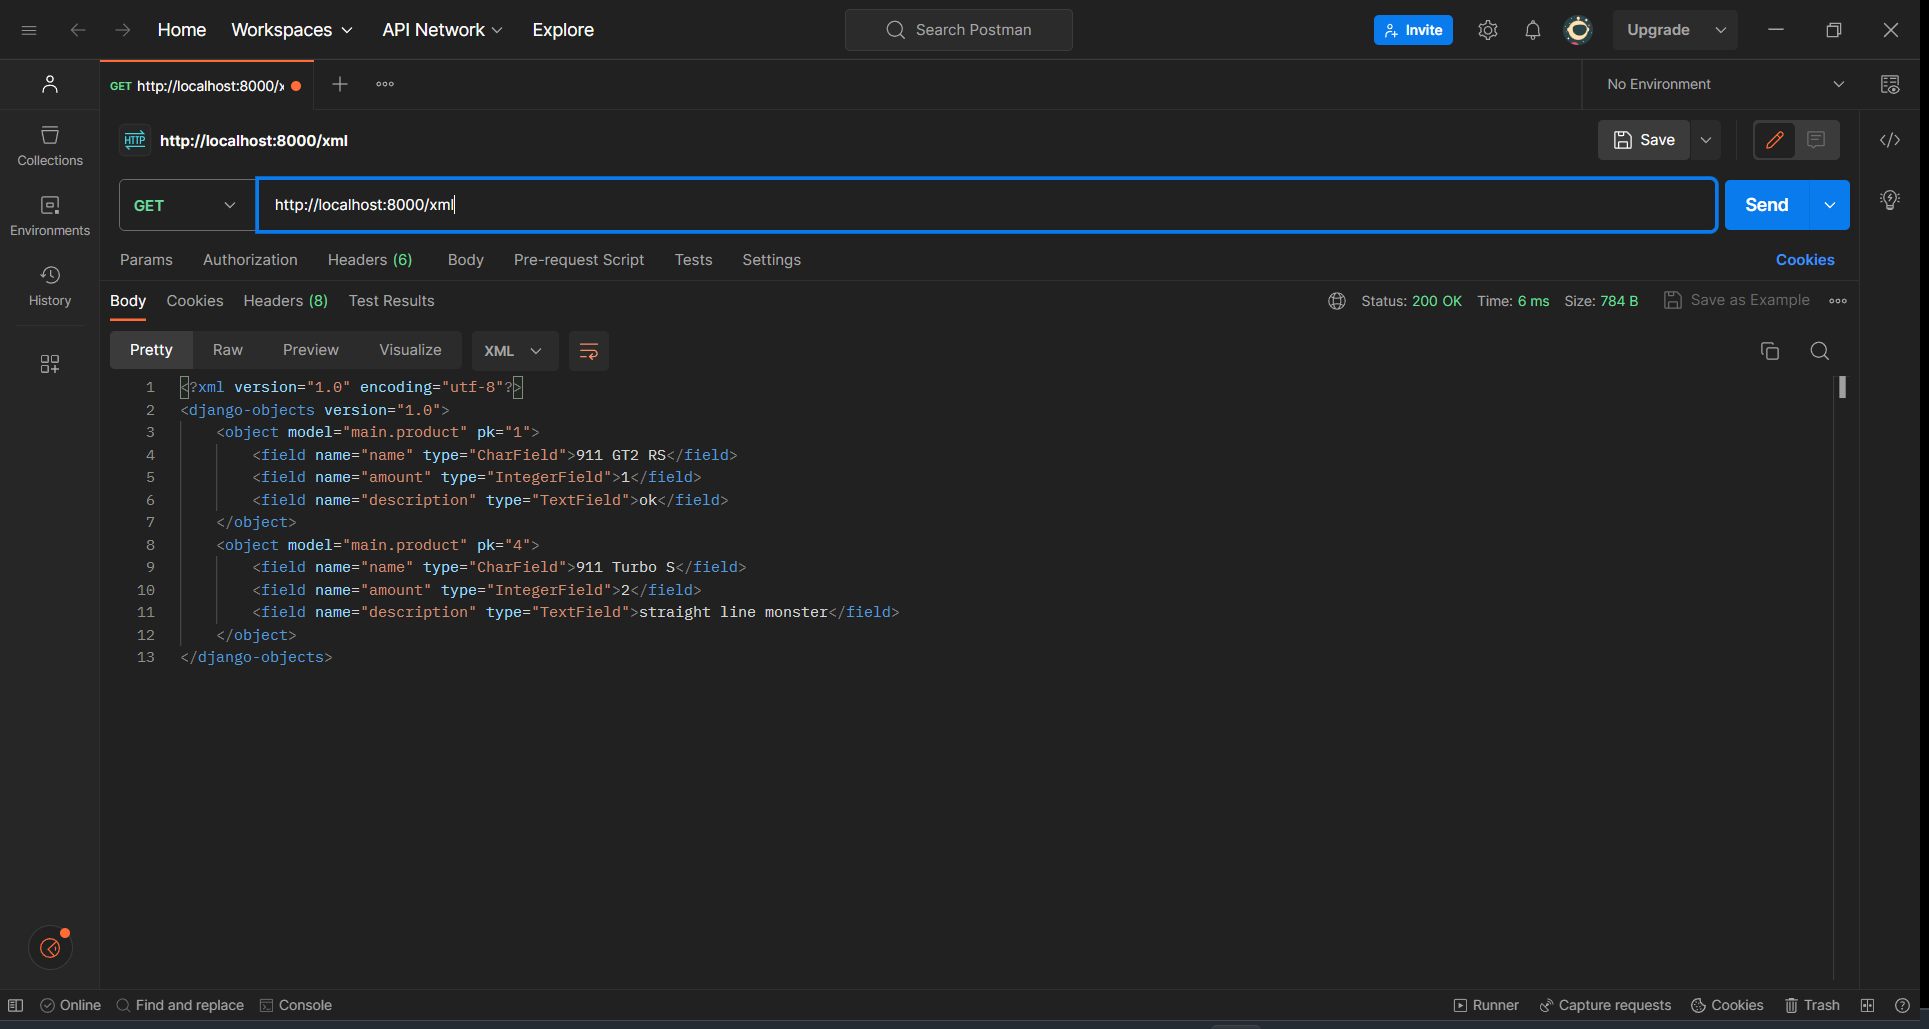 Home Workspaces API Network Explore Search Postman Invite Upgrade
GET http://localhost:8000/x No Environment
HTTP http://localhost:8000/xml Save
GET http://localhost:8000/xml Send
Params Authorization Headers (6) Body Pre-request Script Tests Settings Cookies
Body Cookies Headers (8) Test Results Status: 200 OK Time: 6 ms Size: 784 B Save as Example
Pretty Raw Preview Visualize XML
Collections
Environments
History
1 <?xml version="1.0" encoding="utf-8"?>
2 <django-objects version="1.0">
3 <object model="main.product" pk="1">
4 <field name="name" type="CharField">911 GT2 RS</field>
5 <field name="amount" type="IntegerField">1</field>
6 <field name="description" type="TextField">ok</field>
7 </object>
8 <object model="main.product" pk="4">
9 <field name="name" type="CharField">911 Turbo S</field>
10 <field name="amount" type="IntegerField">2</field>
11 <field name="description" type="TextField">straight line monster</field>
12 </object>
13 </django-objects>
Online Find and replace Console Runner Capture requests Cookies Trash